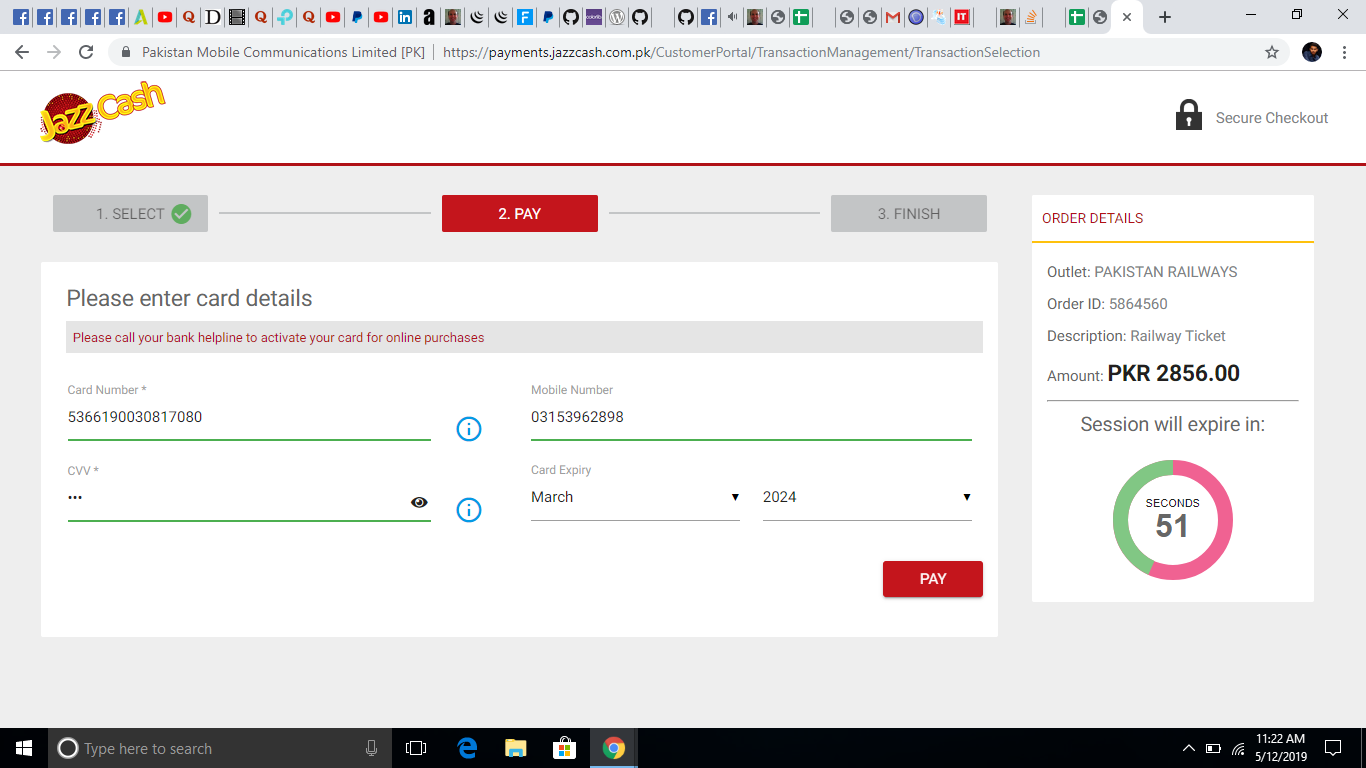 Pakistan Mobile Communications Limited [PK]
https://payments.jazzcash.com.pk/CustomerPortal/TransactionManagement/TransactionSelection
Jazz Cash
Secure Checkout
1. SELECT
2. PAY
3. FINISH
ORDER DETAILS
Outlet: PAKISTAN RAILWAYS
Order ID: 5864560
Description: Railway Ticket
Amount: PKR 2856.00
Session will expire in:
SECONDS
51
Please enter card details
Please call your bank helpline to activate your card for online purchases
Card Number *
5366190030817080
Mobile Number
03153962898
CVV *
•••
Card Expiry
March
2024
PAY
Type here to search
11:22 AM
5/12/2019